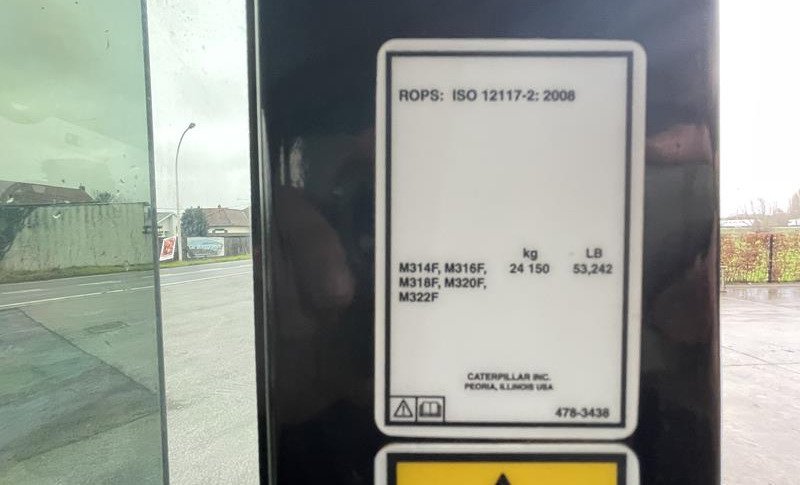 ROPS: ISO 12117-2: 2008
kg LB
M314F, M316F, 24 150 53,242
M318F, M320F,
M322F
CATERPILLAR INC.
PEORIA, ILLINOIS USA
478-3438